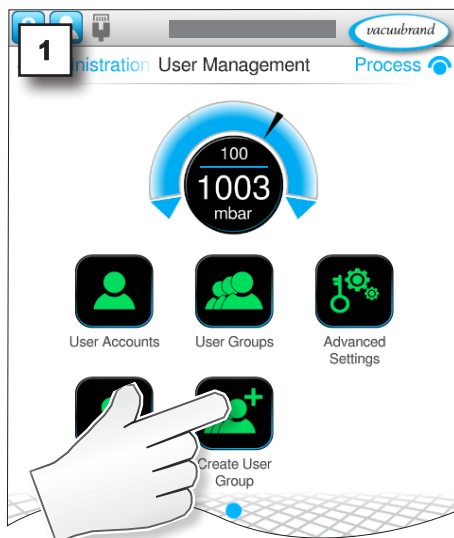 vacuubrand
1
nistration User Management Process
100
1003
mbar
User Accounts User Groups Advanced
Settings
Create User
Group